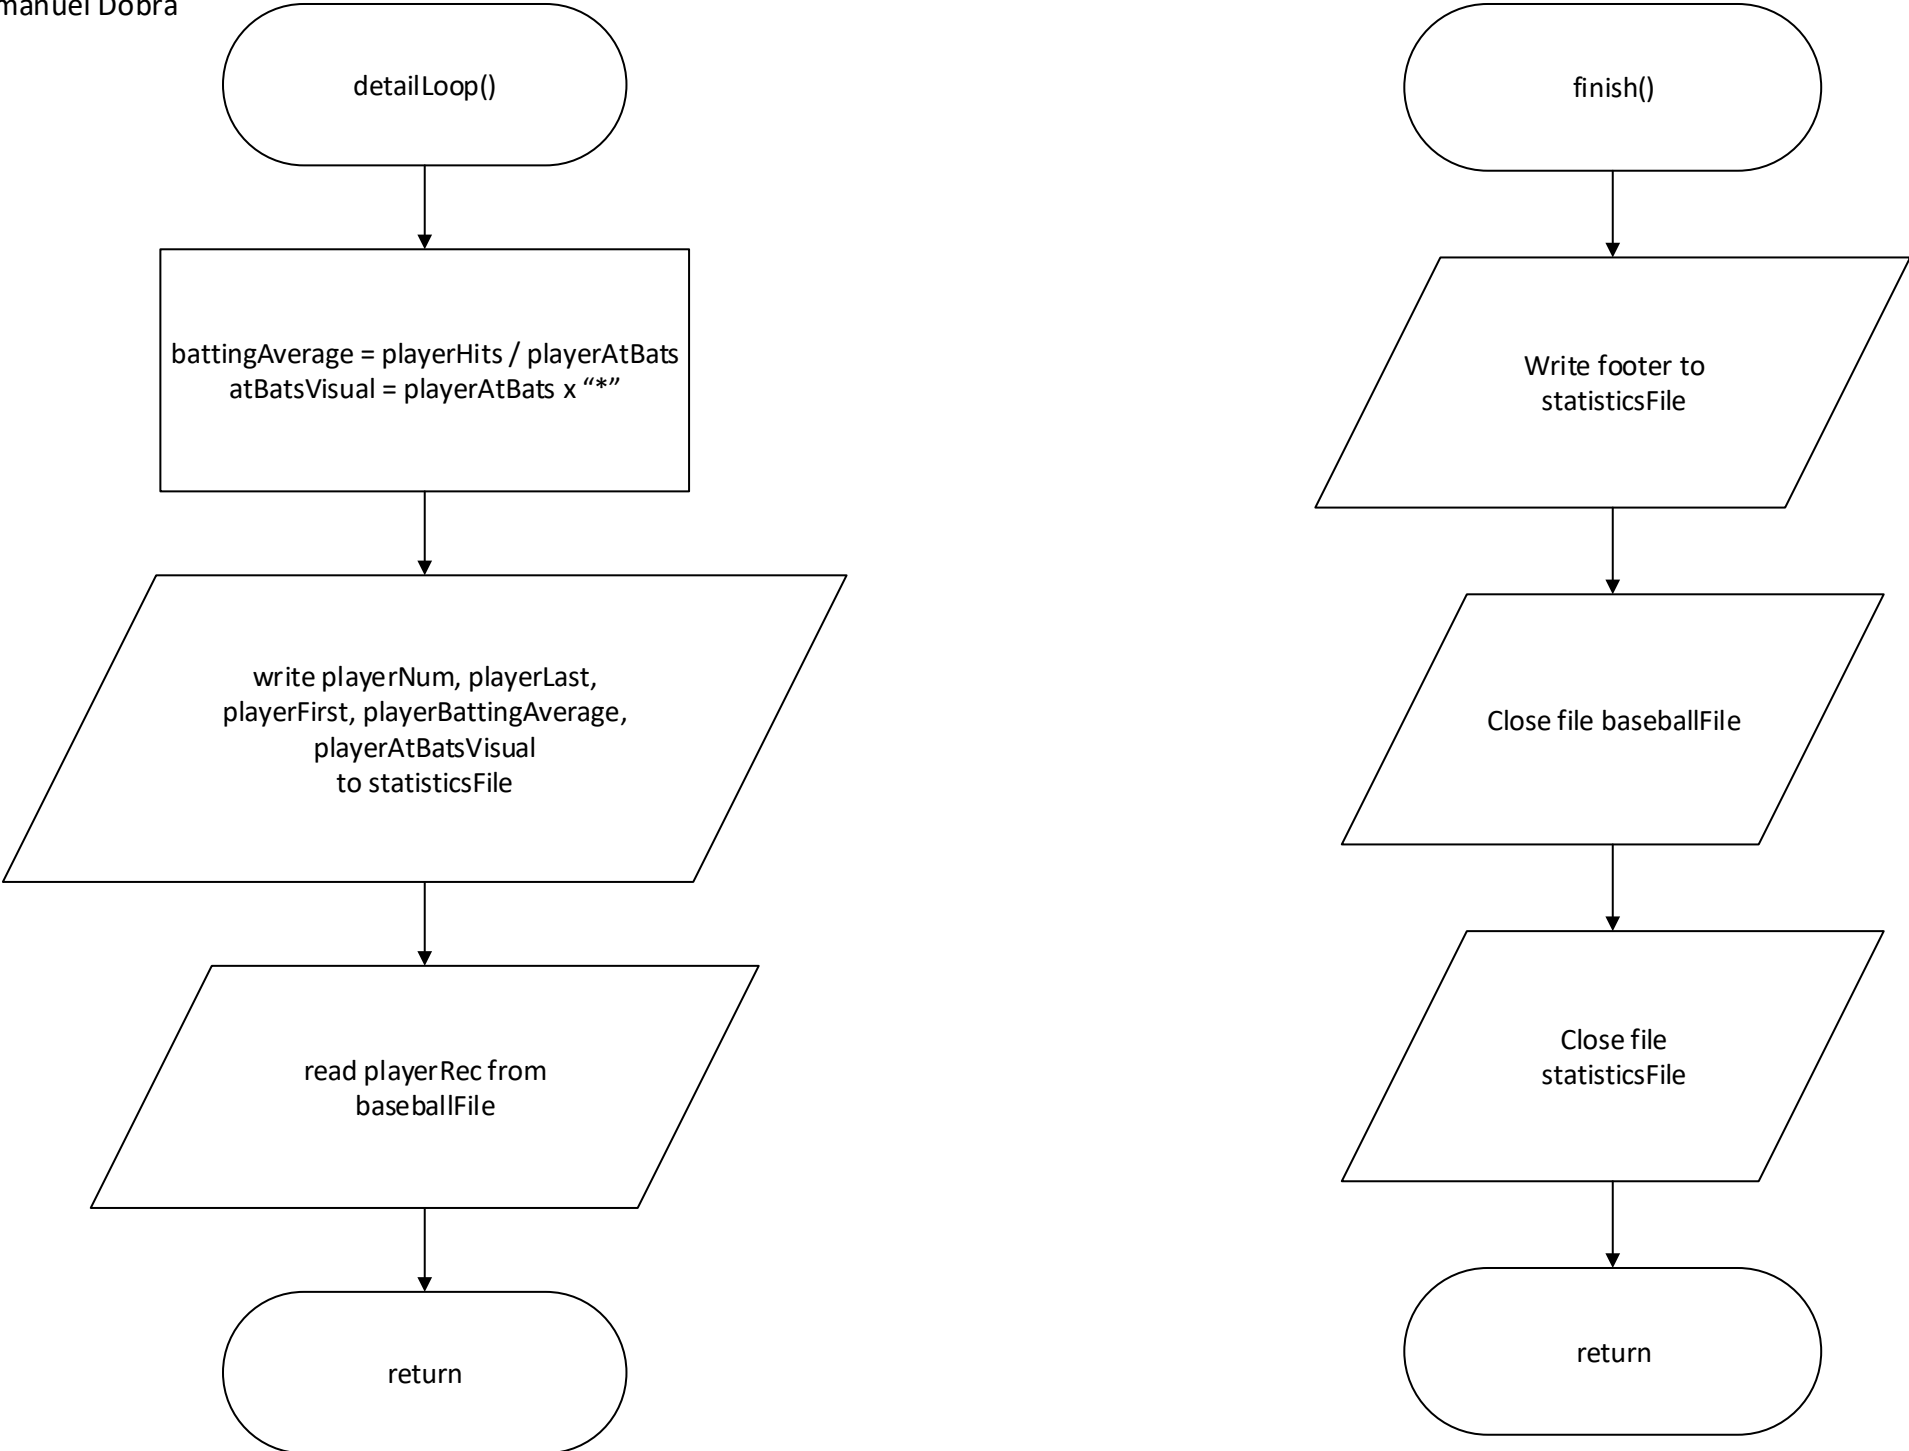 Dobra
detailLoop()
battingAverage = playerHits / playerAtBats
atBatsVisual = playerAtBats x “*”
write playerNum, playerLast,
playerFirst, playerBattingAverage,
playerAtBatsVisual
to statisticsFile
read playerRec from
baseballFile
return
finish()
Write footer to
statisticsFile
Close file baseballFile
Close file
statisticsFile
return